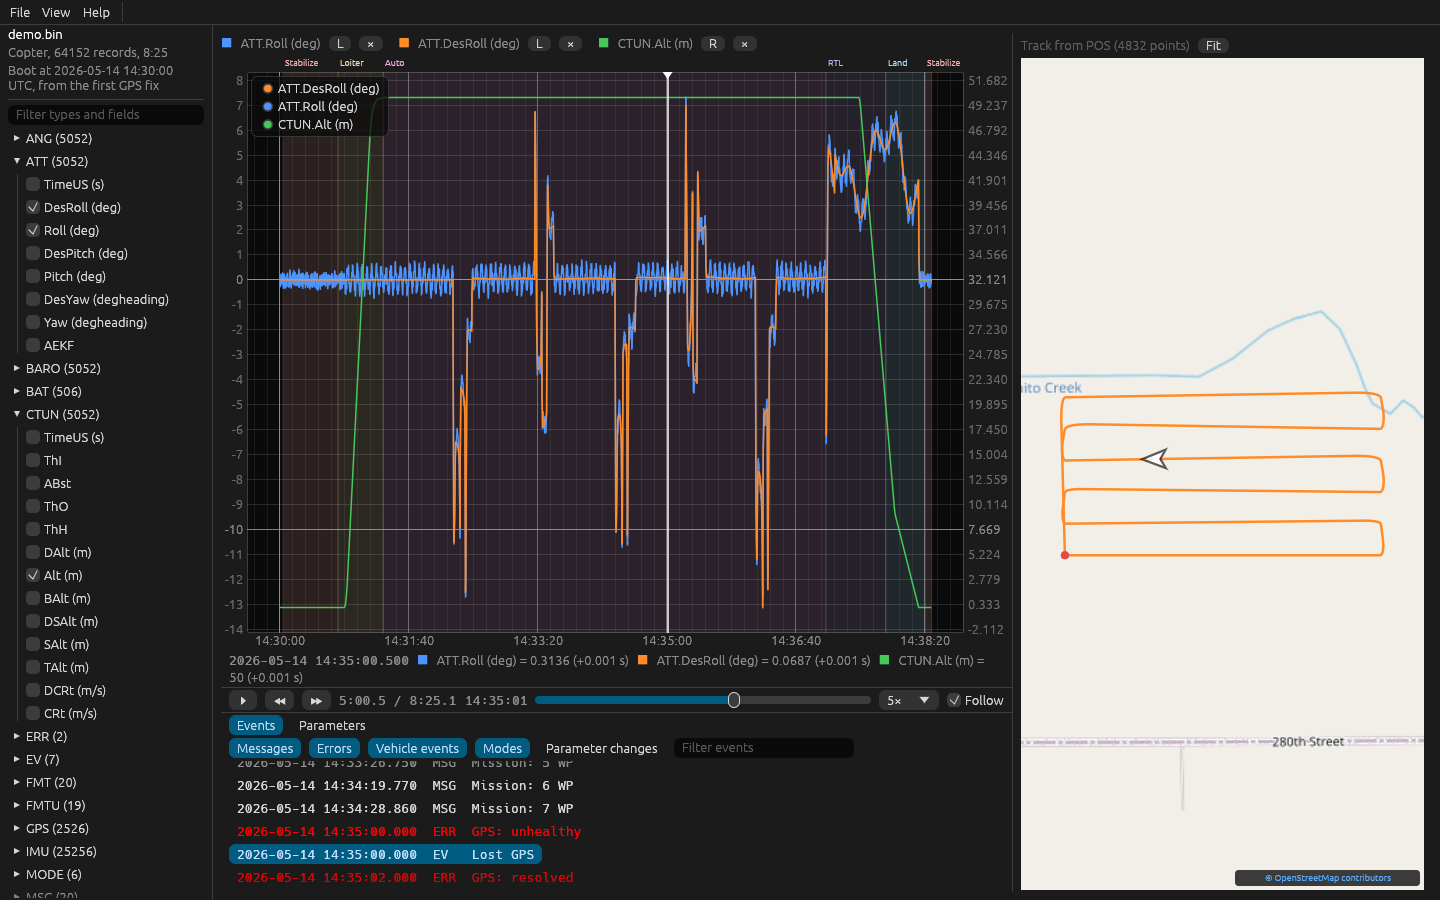 File View Help
demo.bin
Copter, 64152 records, 8:25
Boot at 2026-05-14 14:30:00
UTC, from the first GPS fix
Filter types and fields
ANG (5052)
ATT (5052)
TimeUS (s)
DesRoll (deg)
Roll (deg)
DesPitch (deg)
Pitch (deg)
DesYaw (degheading)
Yaw (degheading)
AEKF
BARO (5052)
BAT (506)
CTUN (5052)
TimeUS (s)
ThI
ABst
ThO
ThH
DAlt (m)
Alt (m)
BAlt (m)
DSAlt (m)
SAlt (m)
TAlt (m)
DCRt (m/s)
CRt (m/s)
ERR (2)
EV (7)
FMT (20)
FMTU (19)
GPS (2526)
IMU (25256)
MODE (6)
MSG (20)
ATT.Roll (deg) L × ATT.DesRoll (deg) L × CTUN.Alt (m) R ×
Stabilize Loiter Auto RTL Land Stabilize
ATT.DesRoll (deg)
ATT.Roll (deg)
CTUN.Alt (m)
8 51.682
7 49.237
6 46.792
5 44.346
4 41.901
3 39.456
2 37.011
1 34.566
0 32.121
-1 29.675
-2 27.230
-3 24.785
-4 22.340
-5 19.895
-6 17.450
-7 15.004
-8 12.559
-9 10.114
-10 7.669
-11 5.224
-12 2.779
-13 0.333
-14 -2.112
14:30:00 14:31:40 14:33:20 14:35:00 14:36:40 14:38:20
2026-05-14 14:35:00.500 ATT.Roll (deg) = 0.3136 (+0.001 s) ATT.DesRoll (deg) = 0.0687 (+0.001 s) CTUN.Alt (m) =
50 (+0.001 s)
5:00.5 / 8:25.1 14:35:01 5× Follow
Events Parameters
Messages Errors Vehicle events Modes Parameter changes Filter events
2026-05-14 14:33:26.750 MSG Mission: 5 WP
2026-05-14 14:34:19.770 MSG Mission: 6 WP
2026-05-14 14:34:28.860 MSG Mission: 7 WP
2026-05-14 14:35:00.000 ERR GPS: unhealthy
2026-05-14 14:35:00.000 EV Lost GPS
2026-05-14 14:35:02.000 ERR GPS: resolved
Track from POS (4832 points) Fit
ito Creek
280th Street
© OpenStreetMap contributors